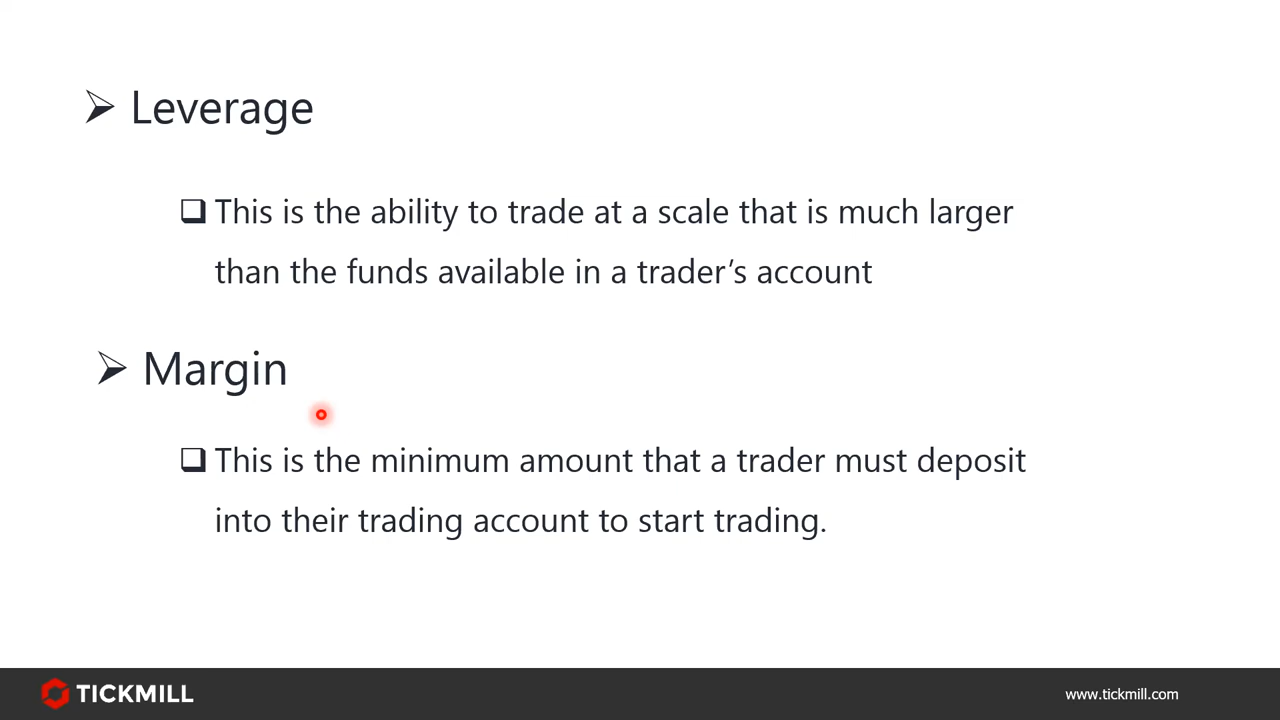 Leverage
This is the ability to trade at a scale that is much larger
than the funds available in a trader’s account
Margin
This is the minimum amount that a trader must deposit
into their trading account to start trading.
TICKMILL
www.tickmill.com